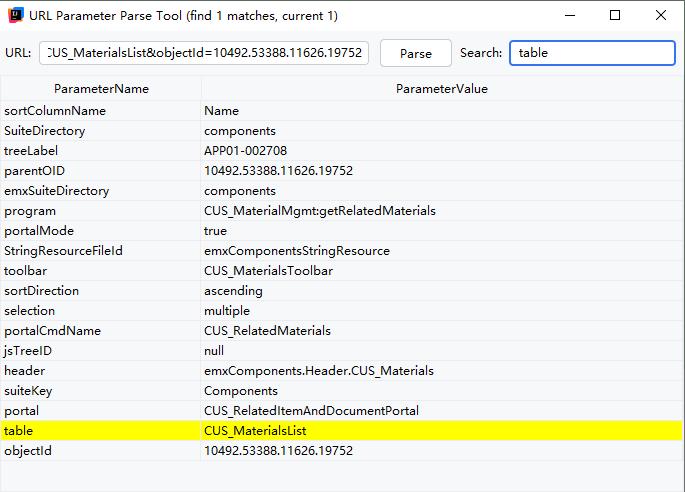 URL Parameter Parse Tool (find 1 matches, current 1)
URL: CUS_MaterialsList&objectId=10492.53388.11626.19752 Parse Search: table
ParameterName ParameterValue
sortColumnName Name
SuiteDirectory components
treeLabel APP01-002708
parentOID 10492.53388.11626.19752
emxSuiteDirectory components
program CUS_MaterialMgmt:getRelatedMaterials
portalMode true
StringResourceFileId emxComponentsStringResource
toolbar CUS_MaterialsToolbar
sortDirection ascending
selection multiple
portalCmdName CUS_RelatedMaterials
jsTreeID null
header emxComponents.Header.CUS_Materials
suiteKey Components
portal CUS_RelatedItemAndDocumentPortal
table CUS_MaterialsList
objectId 10492.53388.11626.19752